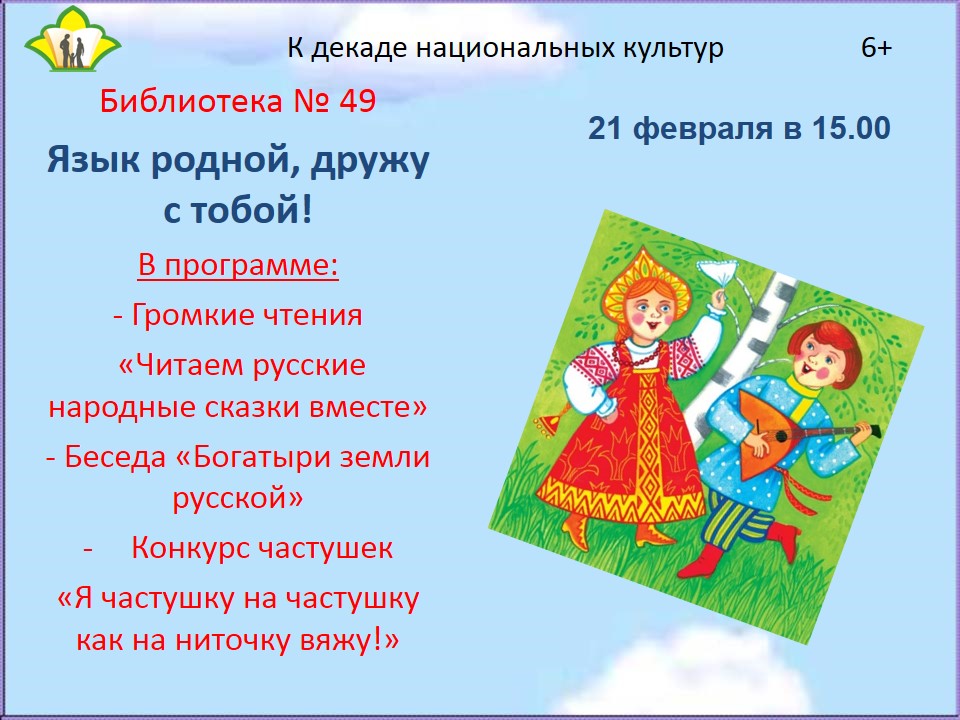 К декаде национальных культур 6+
Библиотека № 49
21 февраля в 15.00
Язык родной, дружу
с тобой!
В программе:
- Громкие чтения
«Читаем русские
народные сказки вместе»
- Беседа «Богатыри земли
русской»
- Конкурс частушек
«Я частушку на частушку
как на ниточку вяжу!»